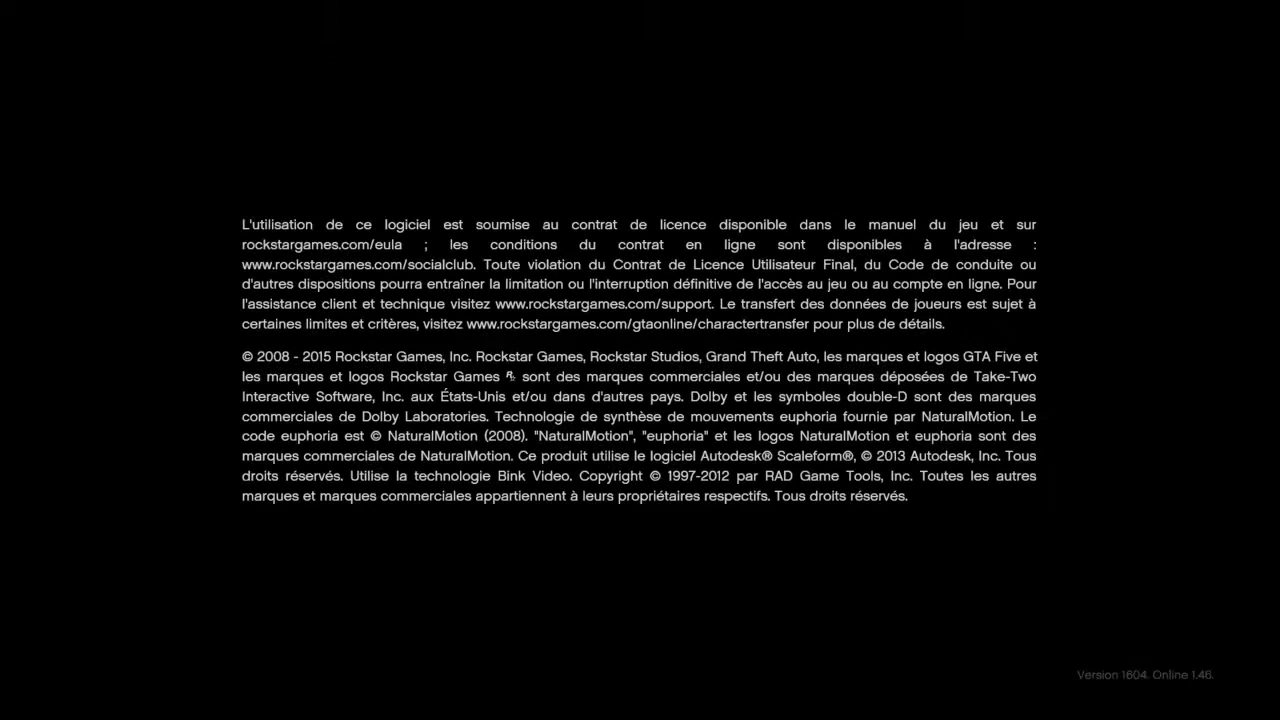 L'utilisation de ce logiciel est soumise au contrat de licence disponible dans le manuel du jeu et sur
rockstargames.com/eula ; les conditions du contrat en ligne sont disponibles à l'adresse :
www.rockstargames.com/socialclub. Toute violation du Contrat de Licence Utilisateur Final, du Code de conduite ou
d'autres dispositions pourra entraîner la limitation ou l'interruption définitive de l'accès au jeu ou au compte en ligne. Pour
l'assistance client et technique visitez www.rockstargames.com/support. Le transfert des données de joueurs est sujet à
certaines limites et critères, visitez www.rockstargames.com/gtaonline/charactertransfer pour plus de détails.
© 2008 - 2015 Rockstar Games, Inc. Rockstar Games, Rockstar Studios, Grand Theft Auto, les marques et logos GTA Five et
les marques et logos Rockstar Games R* sont des marques commerciales et/ou des marques déposées de Take-Two
Interactive Software, Inc. aux États-Unis et/ou dans d'autres pays. Dolby et les symboles double-D sont des marques
commerciales de Dolby Laboratories. Technologie de synthèse de mouvements euphoria fournie par NaturalMotion. Le
code euphoria est © NaturalMotion (2008). "NaturalMotion", "euphoria" et les logos NaturalMotion et euphoria sont des
marques commerciales de NaturalMotion. Ce produit utilise le logiciel Autodesk® Scaleform®, © 2013 Autodesk, Inc. Tous
droits réservés. Utilise la technologie Bink Video. Copyright © 1997-2012 par RAD Game Tools, Inc. Toutes les autres
marques et marques commerciales appartiennent à leurs propriétaires respectifs. Tous droits réservés.
Version 1604. Online 1.46.